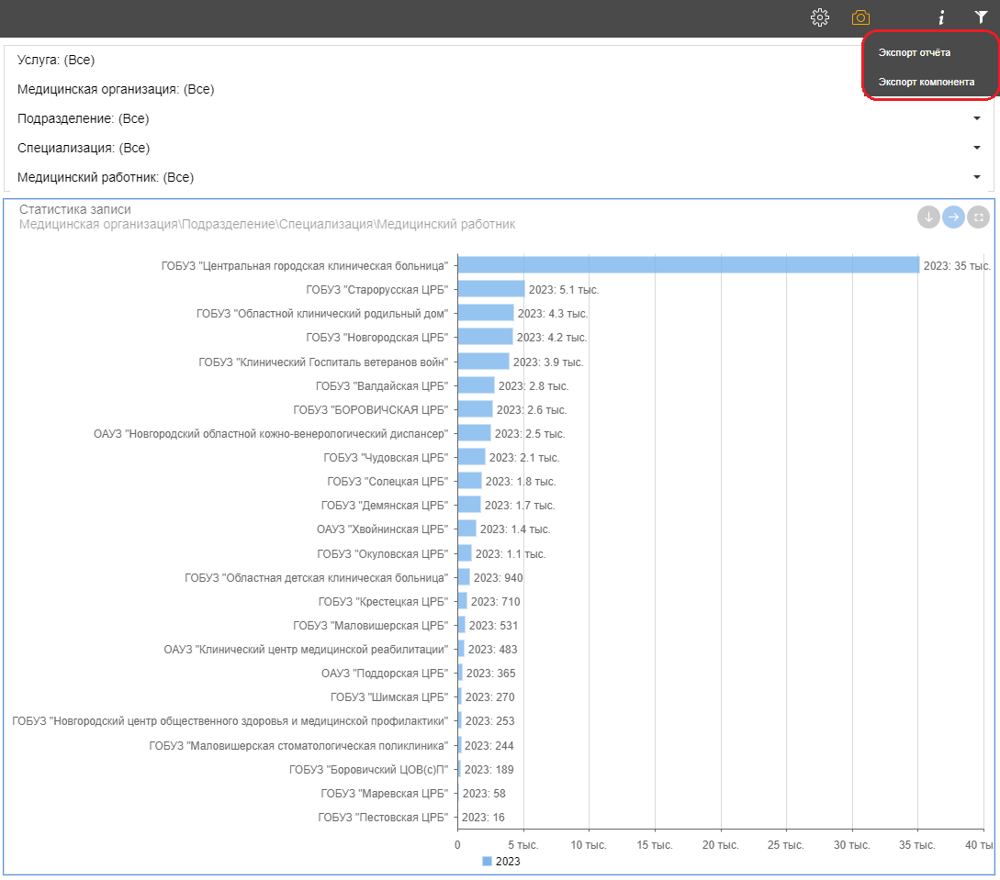 Экспорт отчёта
Экспорт компонента
Услуга: (Все)
Медицинская организация: (Все)
Подразделение: (Все)
Специализация: (Все)
Медицинский работник: (Все)
Статистика записи
Медицинская организация\Подразделение\Специализация\Медицинский работник
ГОБУЗ "Центральная городская клиническая больница" 2023: 35 тыс.
ГОБУЗ "Старорусская ЦРБ" 2023: 5.1 тыс.
ГОБУЗ "Областной клинический родильный дом" 2023: 4.3 тыс.
ГОБУЗ "Новгородская ЦРБ" 2023: 4.2 тыс.
ГОБУЗ "Клинический Госпиталь ветеранов войн" 2023: 3.9 тыс.
ГОБУЗ "Валдайская ЦРБ" 2023: 2.8 тыс.
ГОБУЗ "БОРОВИЧСКАЯ ЦРБ" 2023: 2.6 тыс.
ОАУЗ "Новгородский областной кожно-венерологический диспансер" 2023: 2.5 тыс.
ГОБУЗ "Чудовская ЦРБ" 2023: 2.1 тыс.
ГОБУЗ "Солецкая ЦРБ" 2023: 1.8 тыс.
ГОБУЗ "Демянская ЦРБ" 2023: 1.7 тыс.
ОАУЗ "Хвойнинская ЦРБ" 2023: 1.4 тыс.
ГОБУЗ "Окуловская ЦРБ" 2023: 1.1 тыс.
ГОБУЗ "Областная детская клиническая больница" 2023: 940
ГОБУЗ "Крестецкая ЦРБ" 2023: 710
ГОБУЗ "Маловишерская ЦРБ" 2023: 531
ОАУЗ "Клинический центр медицинской реабилитации" 2023: 483
ОАУЗ "Поддорская ЦРБ" 2023: 365
ГОБУЗ "Шимская ЦРБ" 2023: 270
ГОБУЗ "Новгородский центр общественного здоровья и медицинской профилактики" 2023: 253
ГОБУЗ "Маловишерская стоматологическая поликлиника" 2023: 244
ГОБУЗ "Боровичский ЦОВ(с)П" 2023: 189
ГОБУЗ "Маревская ЦРБ" 2023: 58
ГОБУЗ "Пестовская ЦРБ" 2023: 16
0 5 тыс. 10 тыс. 15 тыс. 20 тыс. 25 тыс. 30 тыс. 35 тыс. 40 ты
2023